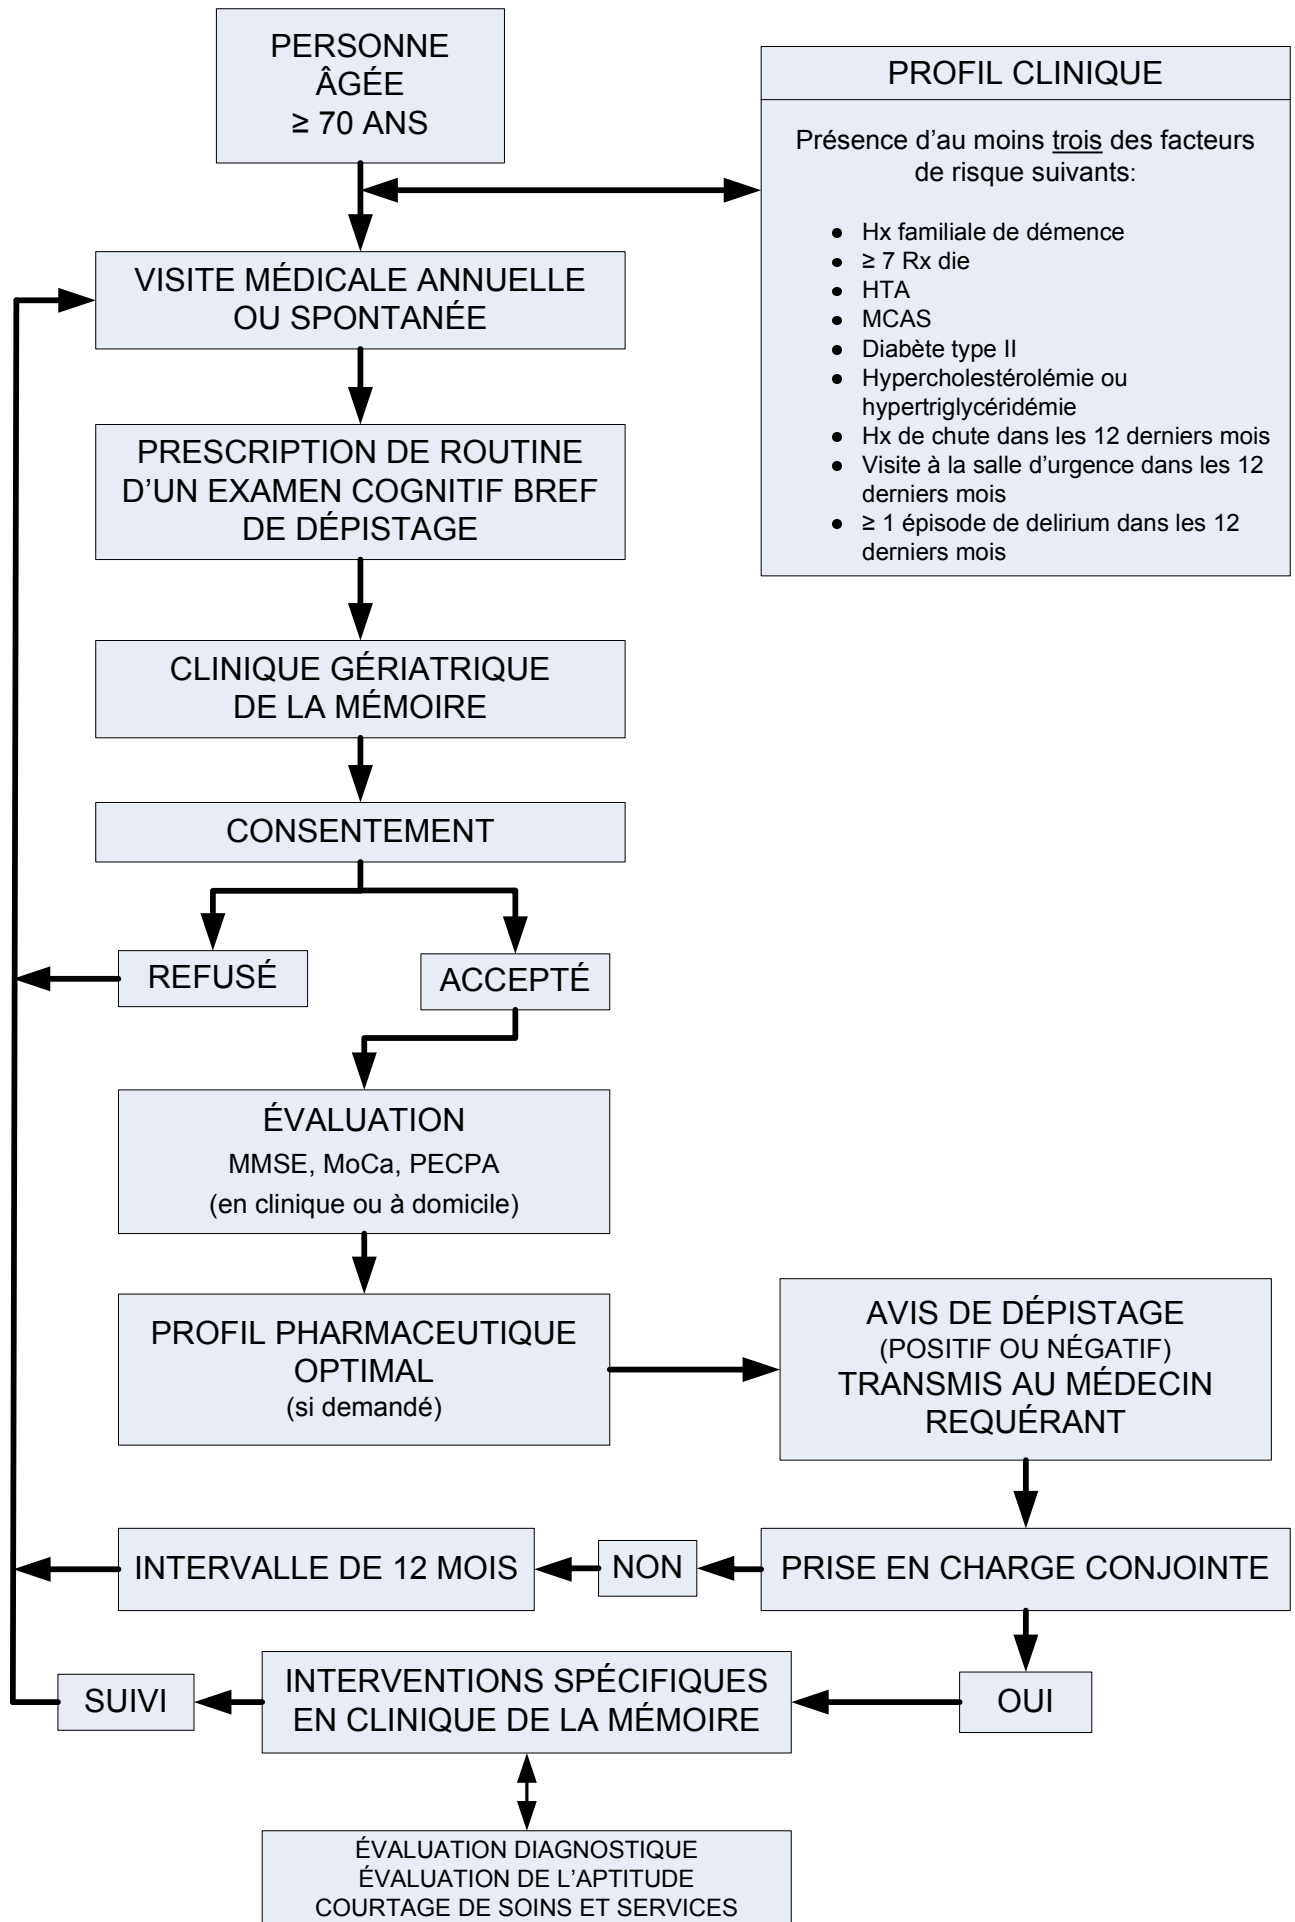 PERSONNE
ÂGÉE
≥ 70 ANS
PROFIL CLINIQUE
Présence d’au moins trois des facteurs
de risque suivants:
● Hx familiale de démence
● ≥ 7 Rx die
● HTA
● MCAS
● Diabète type II
● Hypercholestérolémie ou
hypertriglycéridémie
● Hx de chute dans les 12 derniers mois
● Visite à la salle d’urgence dans les 12
derniers mois
● ≥ 1 épisode de delirium dans les 12
derniers mois
VISITE MÉDICALE ANNUELLE
OU SPONTANÉE
PRESCRIPTION DE ROUTINE
D’UN EXAMEN COGNITIF BREF
DE DÉPISTAGE
CLINIQUE GÉRIATRIQUE
DE LA MÉMOIRE
CONSENTEMENT
REFUSÉ
ACCEPTÉ
ÉVALUATION
MMSE, MoCa, PECPA
(en clinique ou à domicile)
PROFIL PHARMACEUTIQUE
OPTIMAL
(si demandé)
AVIS DE DÉPISTAGE
(POSITIF OU NÉGATIF)
TRANSMIS AU MÉDECIN
REQUÉRANT
INTERVALLE DE 12 MOIS
NON
PRISE EN CHARGE CONJOINTE
SUIVI
INTERVENTIONS SPÉCIFIQUES
EN CLINIQUE DE LA MÉMOIRE
OUI
ÉVALUATION DIAGNOSTIQUE
ÉVALUATION DE L’APTITUDE
COURTAGE DE SOINS ET SERVICES